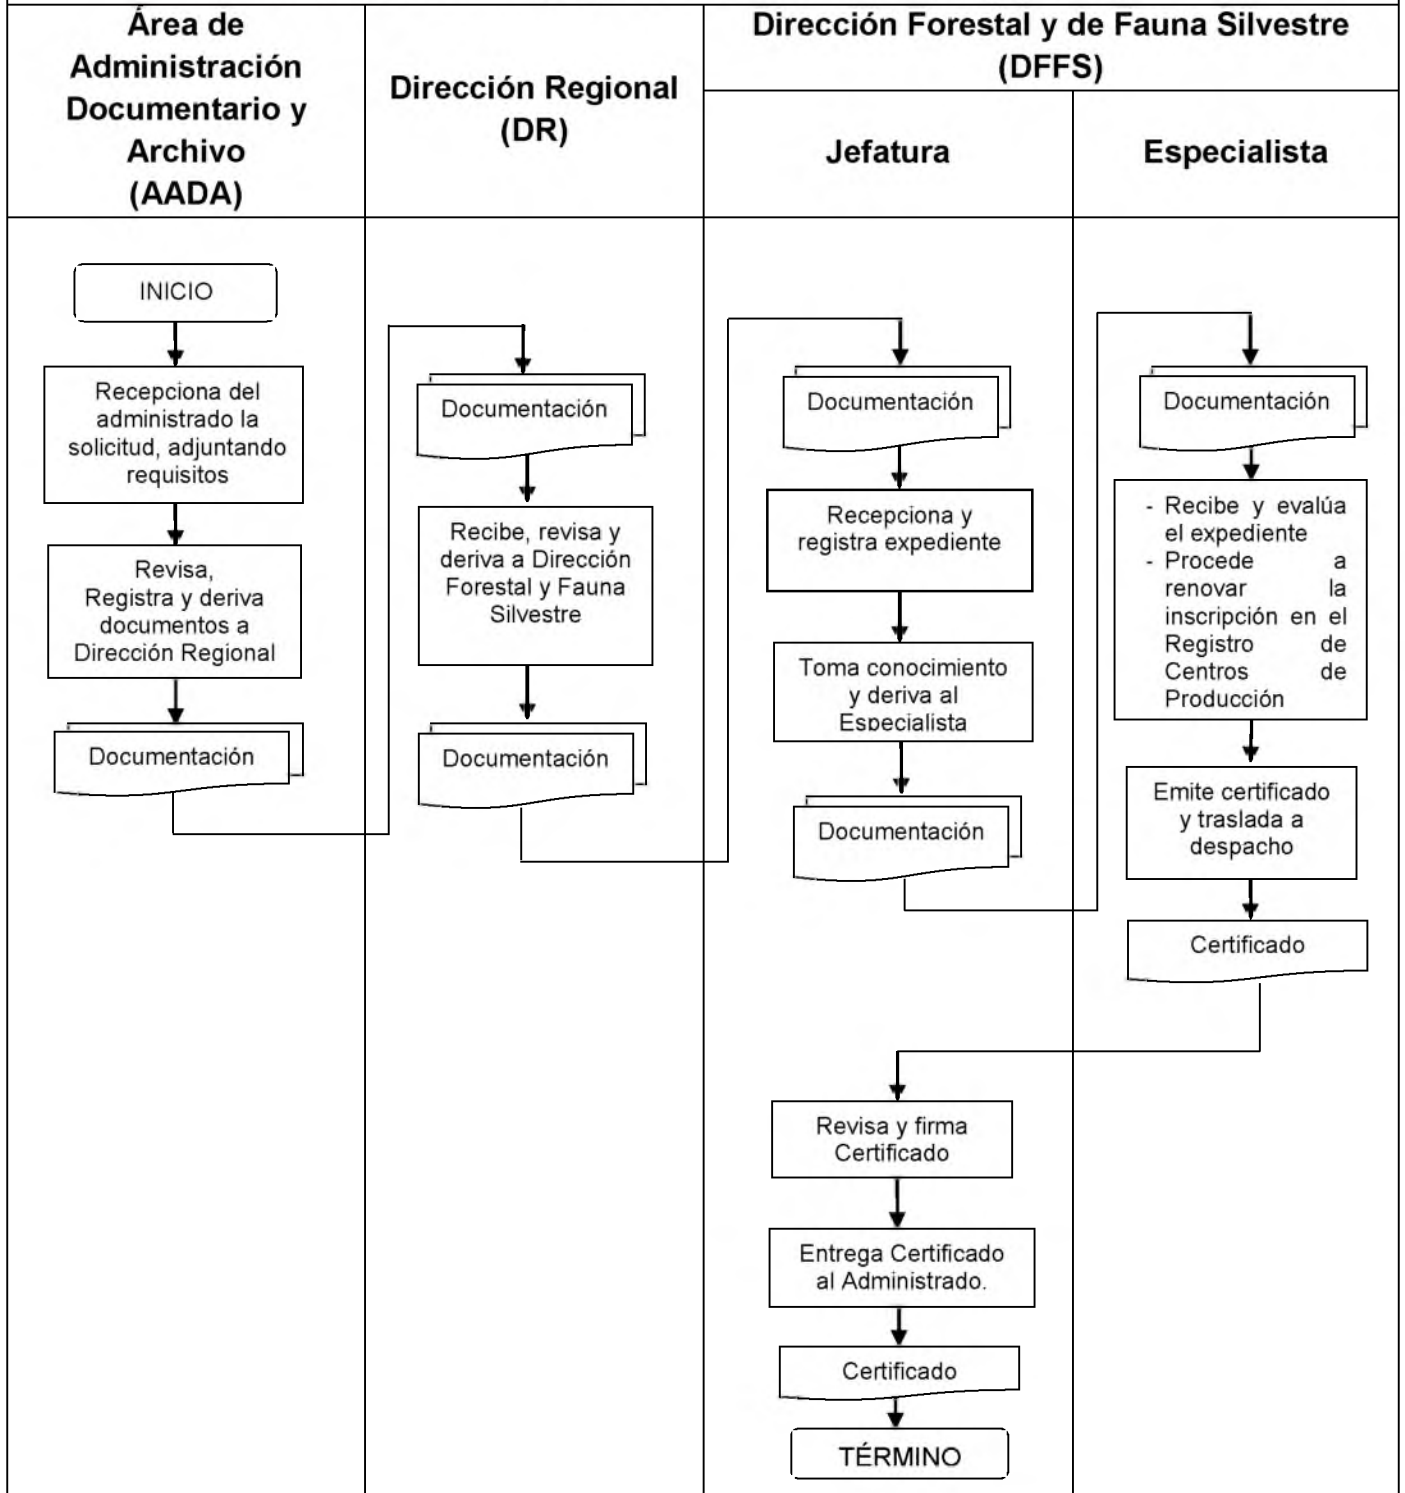 Área de
Administración
Documentario y
Archivo
(AADA)
Dirección Regional
(DR)
Dirección Forestal y de Fauna Silvestre
(DFFS)
Jefatura
Especialista
INICIO
Recepciona del
administrado la
solicitud, adjuntando
requisitos
Revisa,
Registra y deriva
documentos a
Dirección Regional
Documentación
Documentación
Recibe, revisa y
deriva a Dirección
Forestal y Fauna
Silvestre
Documentación
Documentación
Recepciona y
registra expediente
Toma conocimiento
y deriva al
Especialista
Documentación
Documentación
- Recibe y evalúa
el expediente
- Procede a
renovar la
inscripción en el
Registro de
Centros de
Producción
Emite certificado
y traslada a
despacho
Certificado
Revisa y firma
Certificado
Entrega Certificado
al Administrado.
Certificado
TÉRMINO